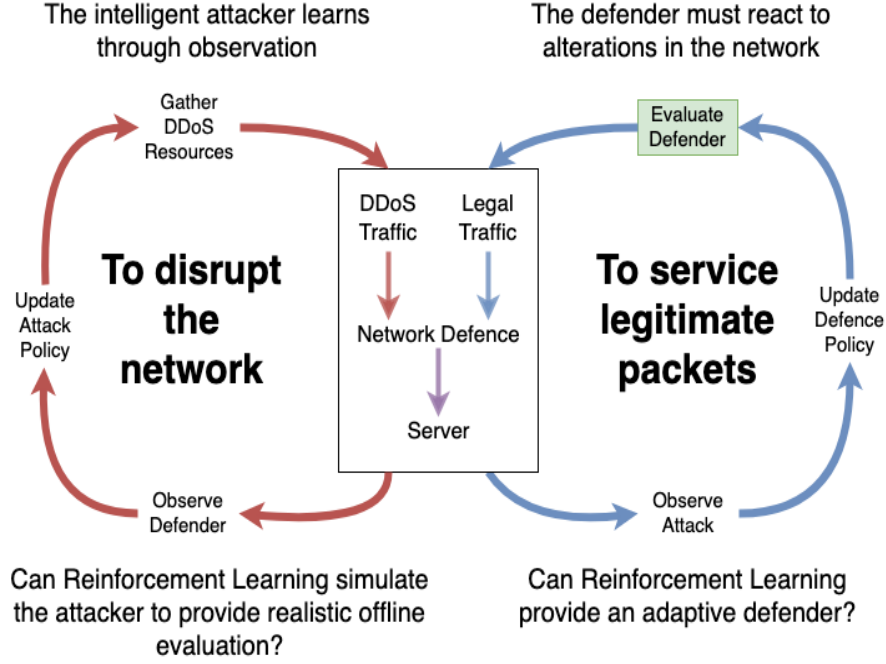 The intelligent attacker learns
through observation
The defender must react to
alterations in the network
Gather
DDoS
Resources
Evaluate
Defender
DDoS
Traffic
Legal
Traffic
To disrupt
the
network
To service
legitimate
packets
Update
Attack
Policy
Update
Defence
Policy
Network Defence
Server
Observe
Defender
Observe
Attack
Can Reinforcement Learning simulate
the attacker to provide realistic offline
evaluation?
Can Reinforcement Learning
provide an adaptive defender?